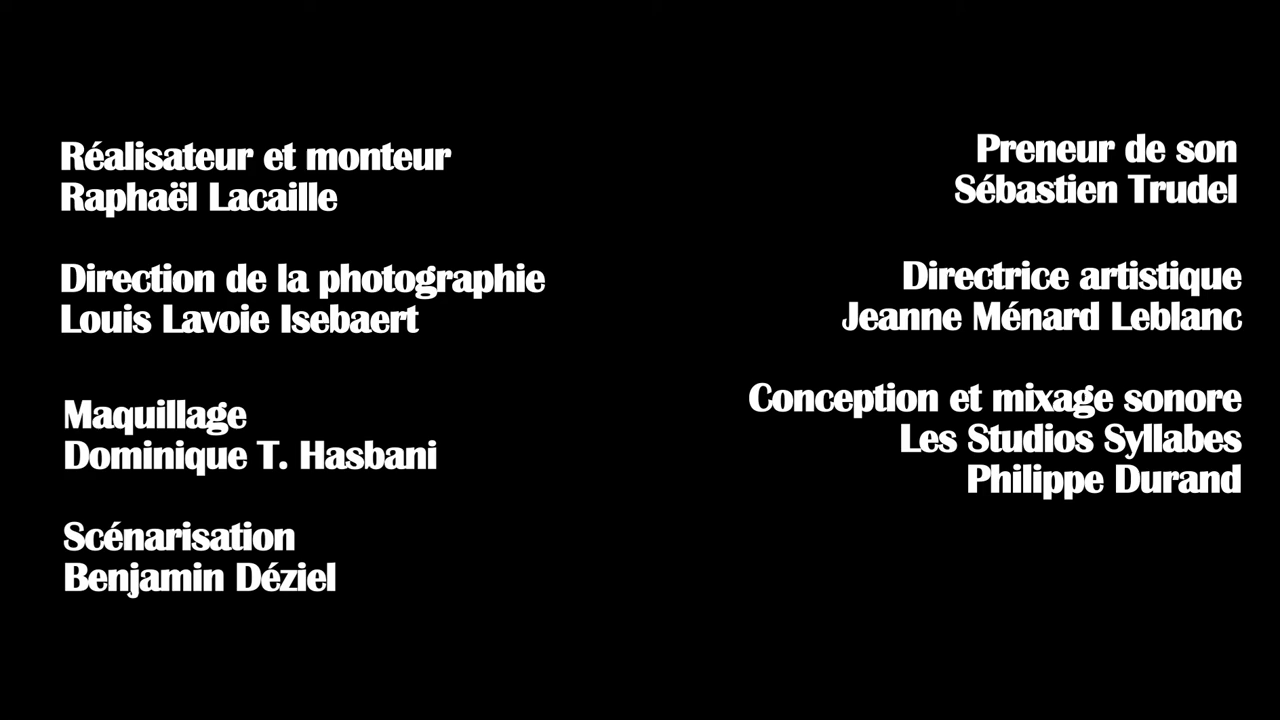 Réalisateur et monteur
Raphaël Lacaille
Direction de la photographie
Louis Lavoie Isebaert
Maquillage
Dominique T. Hasbani
Scénarisation
Benjamin Déziel
Preneur de son
Sébastien Trudel
Directrice artistique
Jeanne Ménard Leblanc
Conception et mixage sonore
Les Studios Syllabes
Philippe Durand